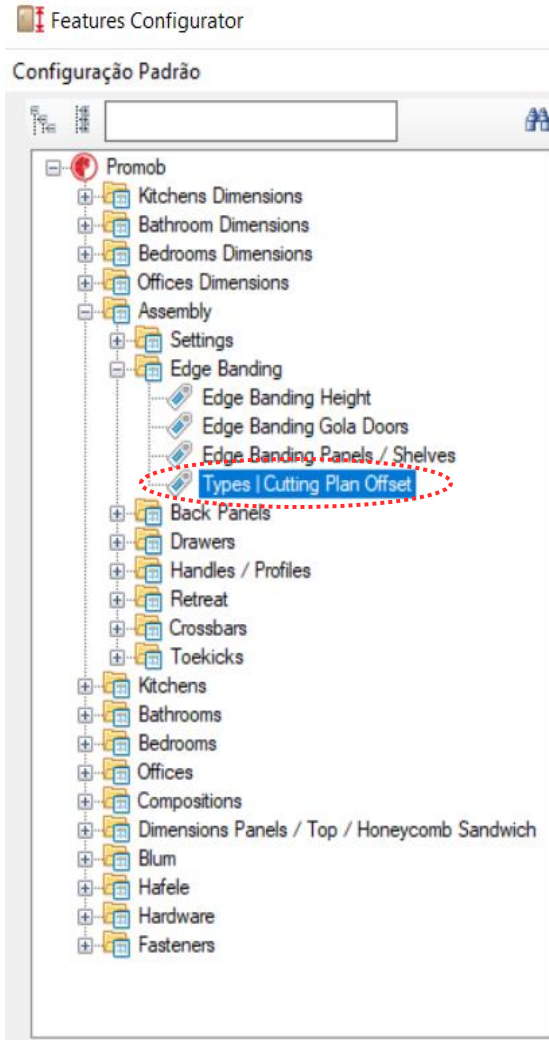 Features Configurator
Configuração Padrão
Promob
Kitchens Dimensions
Bathroom Dimensions
Bedrooms Dimensions
Offices Dimensions
Assembly
Settings
Edge Banding
Edge Banding Height
Edge Banding Gola Doors
Edge Banding Panels / Shelves
Types | Cutting Plan Offset
Back Panels
Drawers
Handles / Profiles
Retreat
Crossbars
Toekicks
Kitchens
Bathrooms
Bedrooms
Offices
Compositions
Dimensions Panels / Top / Honeycomb Sandwich
Blum
Hafele
Hardware
Fasteners